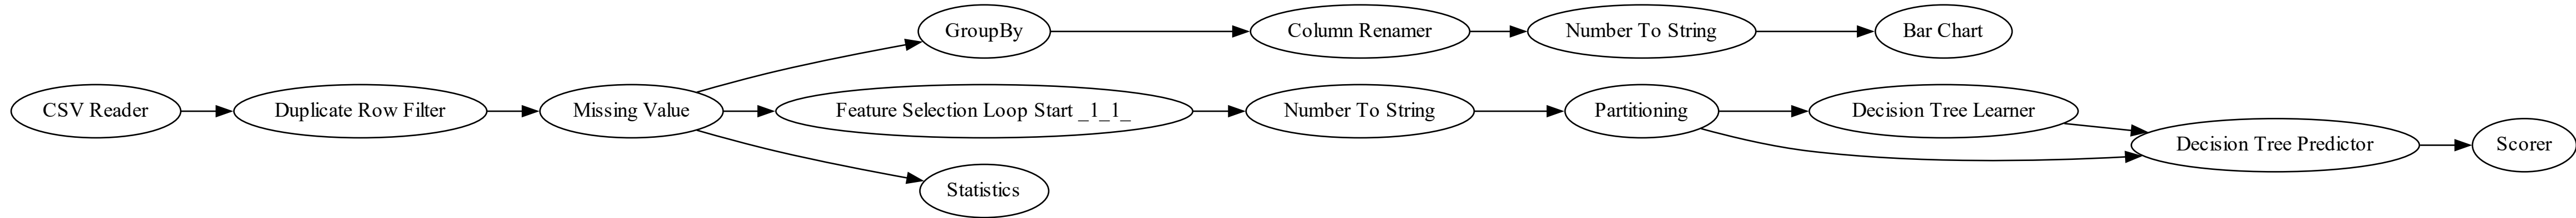 GroupBy
Column Renamer
Number To String
Bar Chart
CSV Reader
Duplicate Row Filter
Missing Value
Feature Selection Loop Start _1_1_
Number To String
Partitioning
Decision Tree Learner
Decision Tree Predictor
Scorer
Statistics